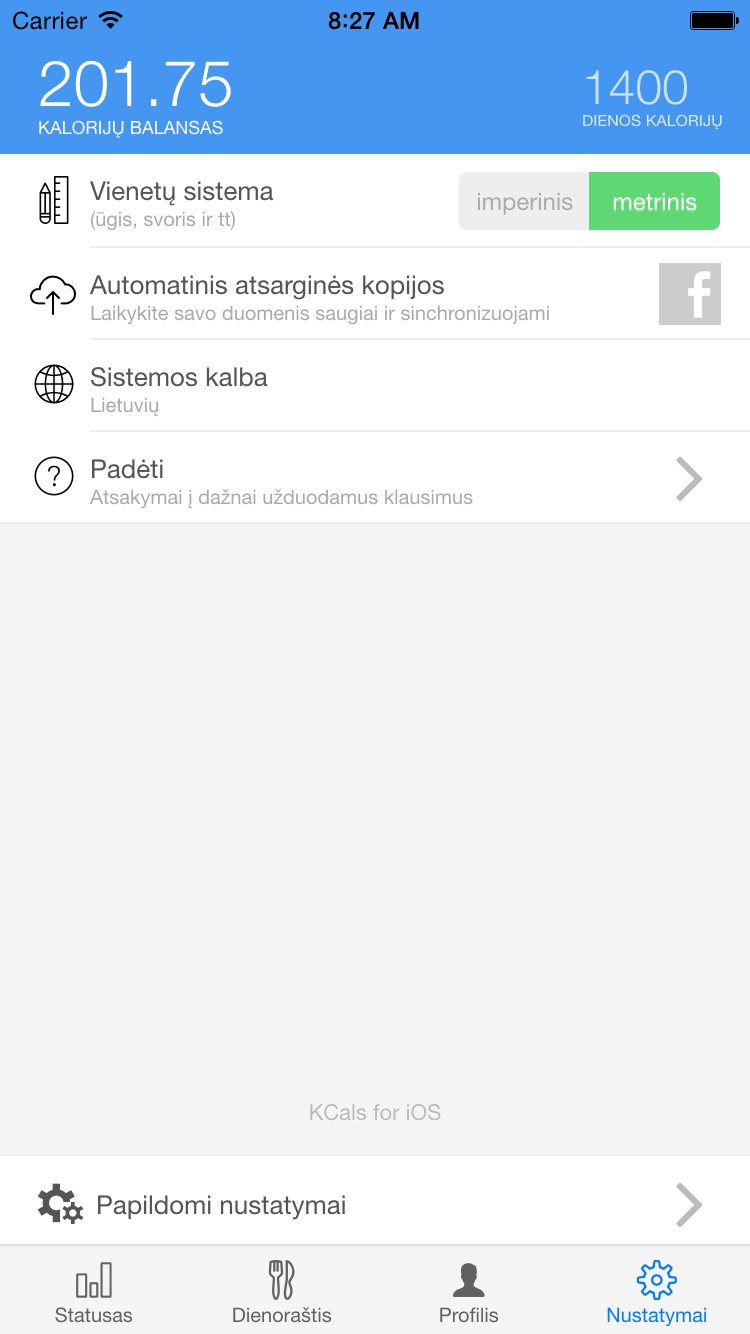 Carrier 8:27 AM
201.75
KALORIJŲ BALANSAS
1400
DIENOS KALORIJŲ
Vienetų sistema
(ūgis, svoris ir tt)
imperinis metrinis
Automatinis atsarginės kopijos
Laikykite savo duomenis saugiai ir sinchronizuojami
f
Sistemos kalba
Lietuvių
?
Padėti
Atsakymai į dažnai užduodamus klausimus
KCals for iOS
Papildomi nustatymai
Statusas Dienoraštis Profilis Nustatymai